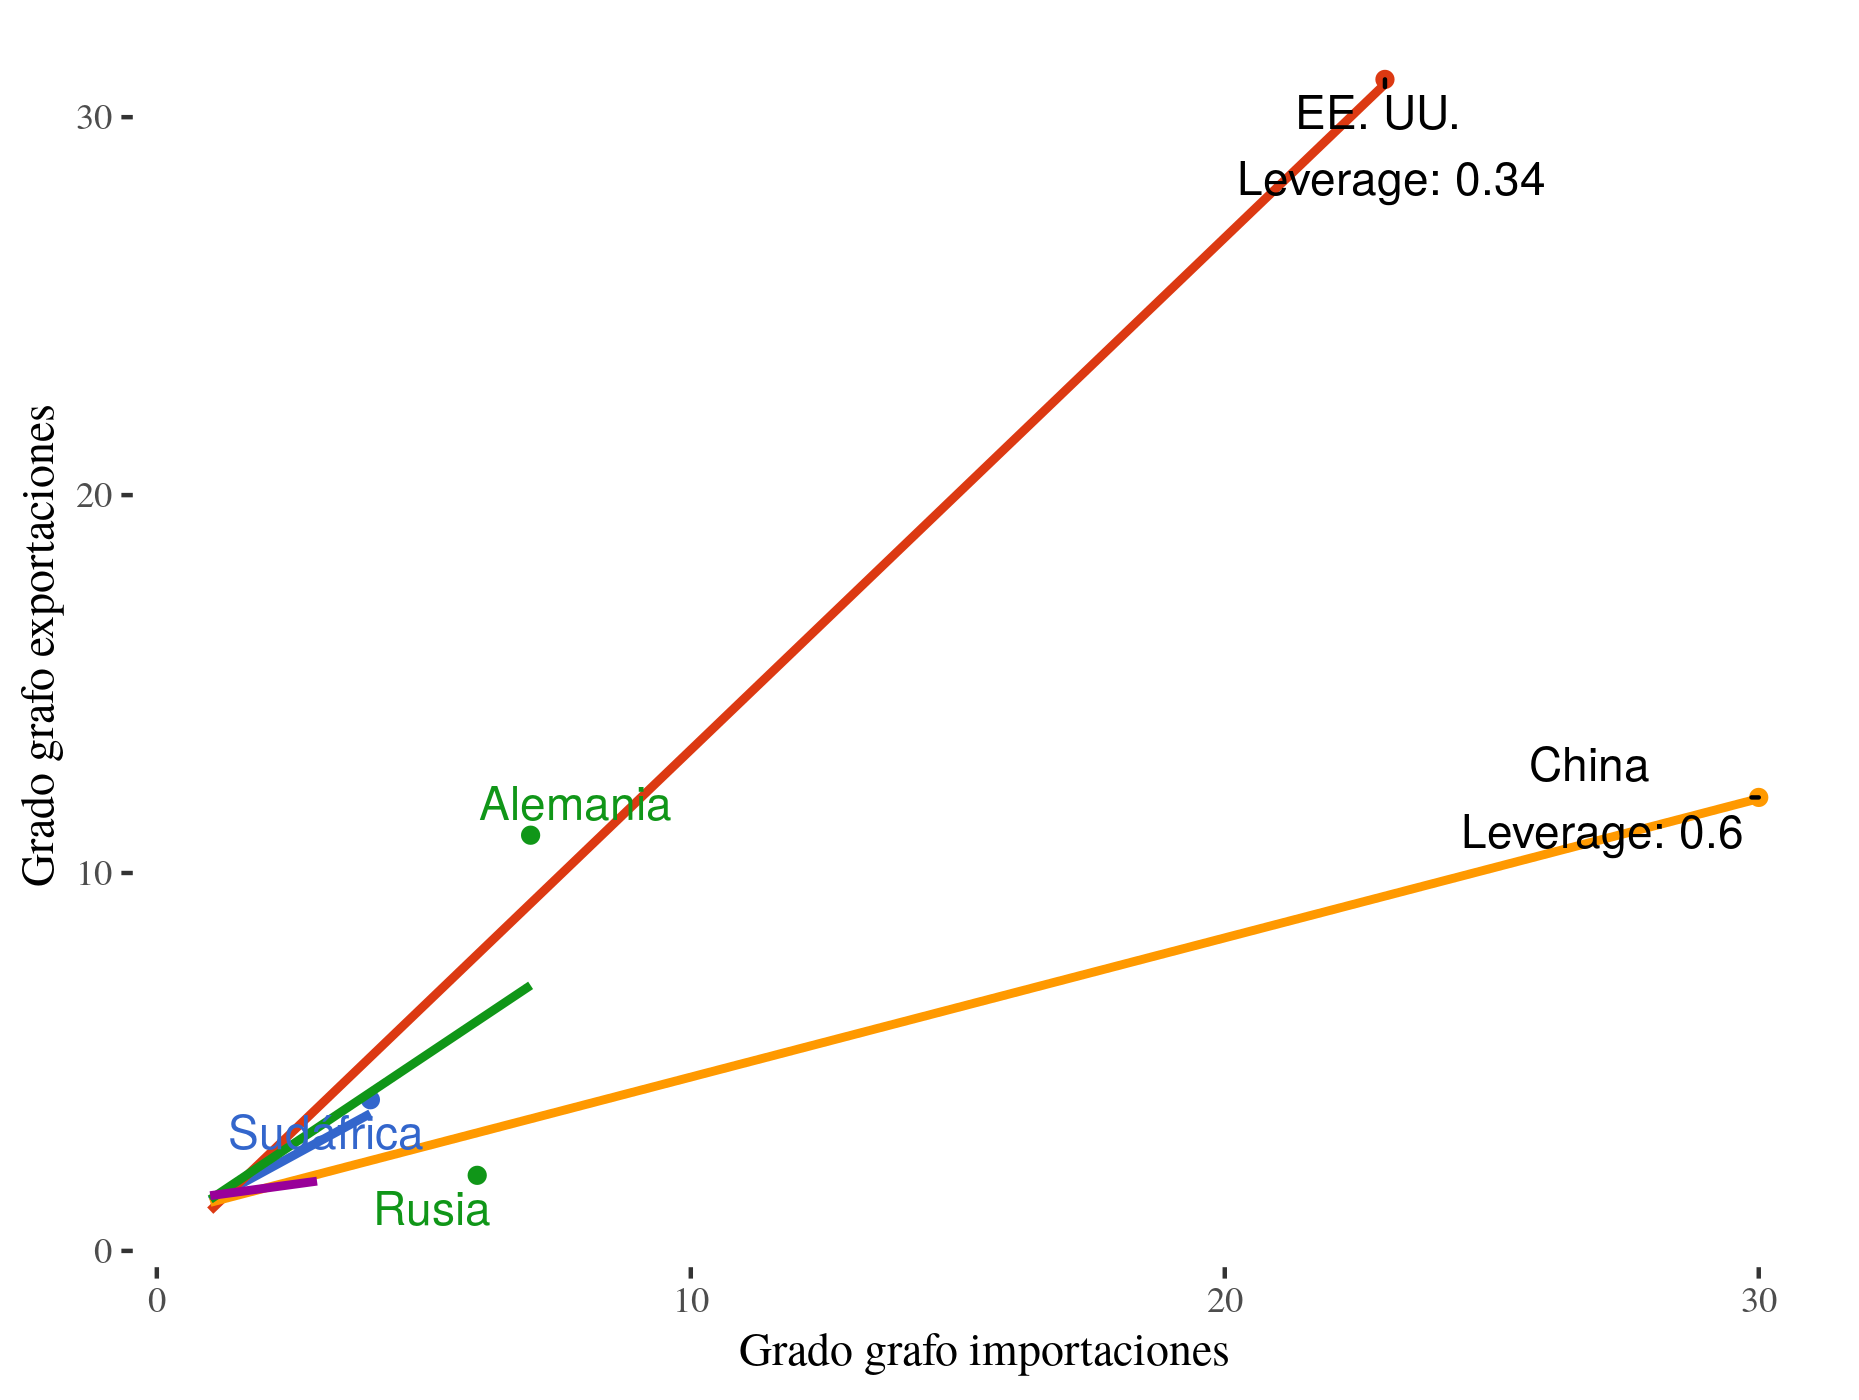 30
20
10
0
Grado grafo exportaciones
EE. UU.
Leverage: 0.34
China
Leverage: 0.6
Alemania
Sudáfrica
Rusia
0
10
20
30
Grado grafo importaciones